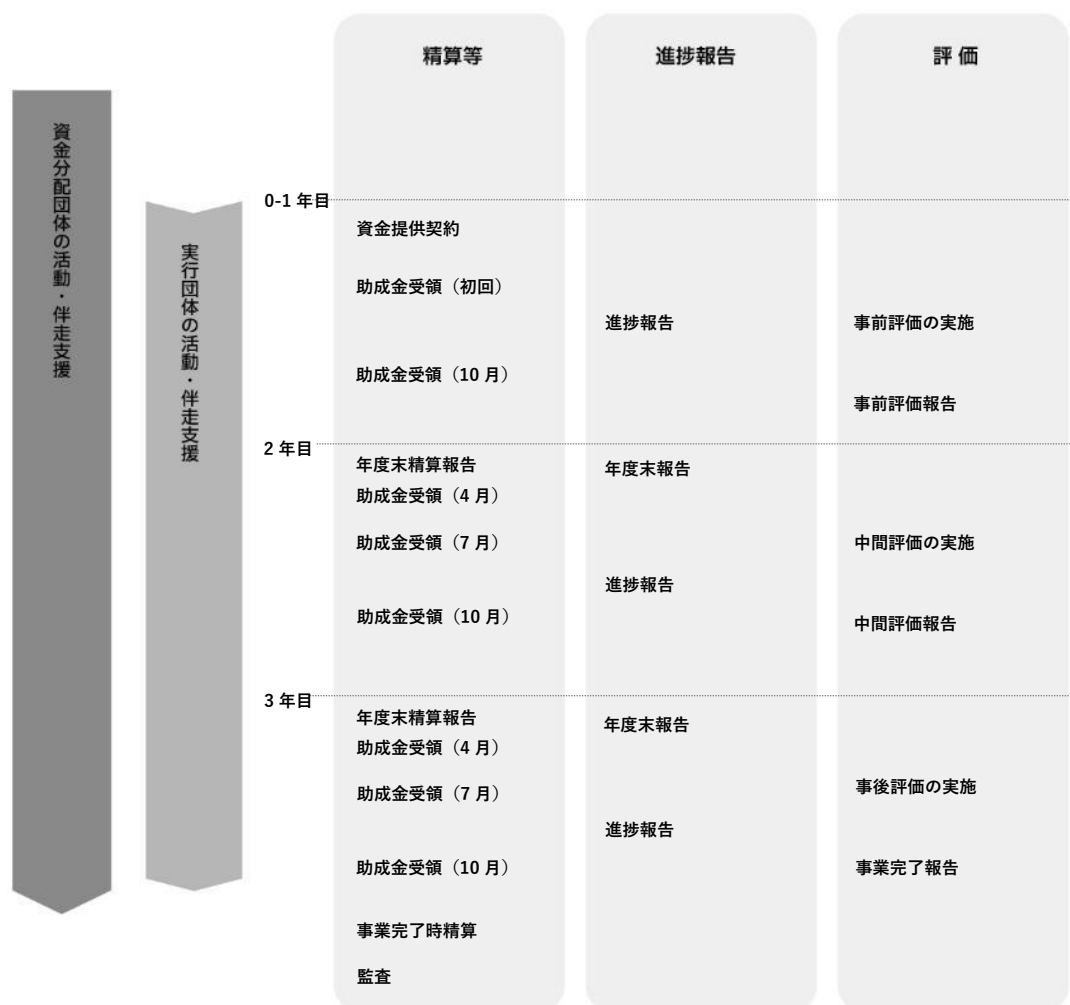 精算等
進捗報告
評 価
資金分配団体の活動・伴走支援
実行団体の活動・伴走支援
0-1 年目
資金提供契約
助成金受領（初回）
進捗報告
事前評価の実施
助成金受領（10 月）
事前評価報告
2 年目
年度末精算報告
年度末報告
助成金受領（4 月）
助成金受領（7 月）
中間評価の実施
進捗報告
助成金受領（10 月）
中間評価報告
3 年目
年度末精算報告
年度末報告
助成金受領（4 月）
助成金受領（7 月）
事後評価の実施
進捗報告
助成金受領（10 月）
事業完了報告
事業完了時精算
監査